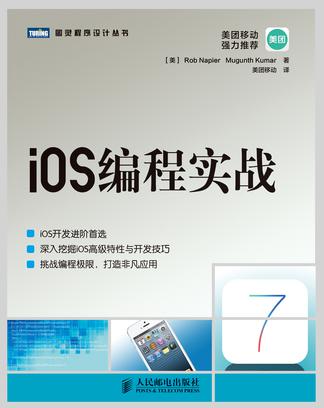 TURING 图灵程序设计丛书
美团移动
强力推荐
美团
[美] Rob Napier Mugunth Kumar 著
美团移动 译
iOS编程实战
iOS开发进阶首选
深入挖掘iOS高级特性与开发技巧
挑战编程极限、打造非凡应用
7
人民邮电出版社
POSTS & TELECOM PRESS